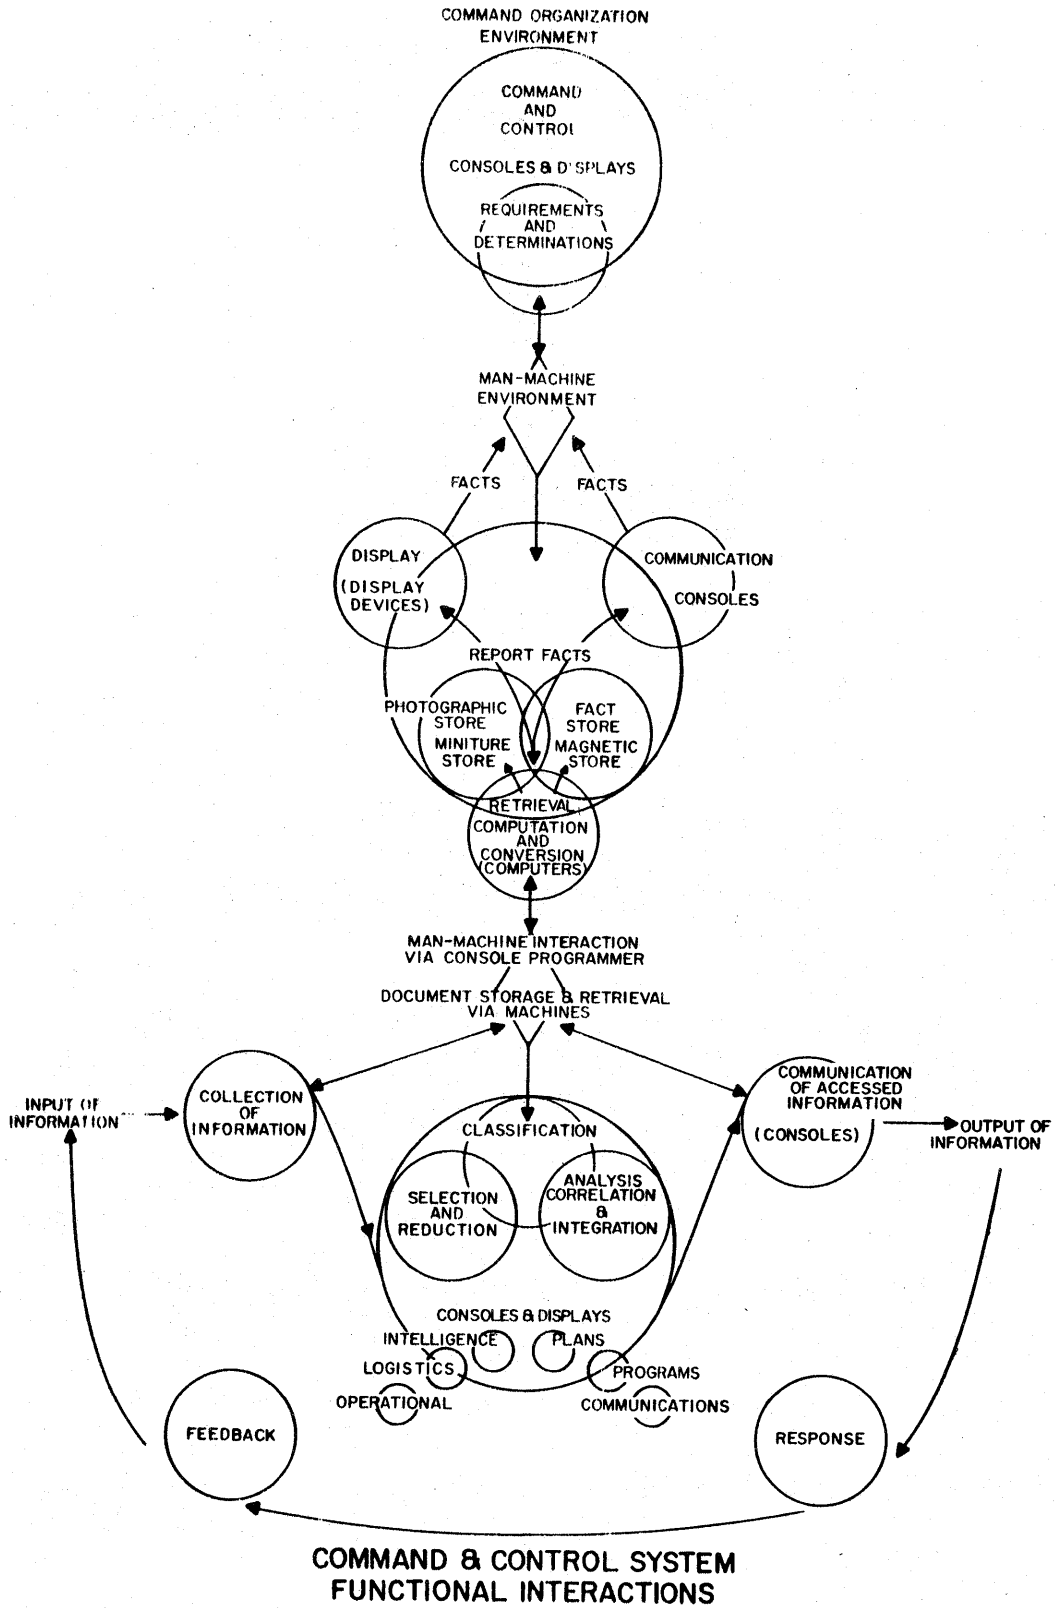 COMMAND ORGANIZATION
ENVIRONMENT
COMMAND
AND
CONTROL
CONSOLES & DISPLAYS
REQUIREMENTS
AND
DETERMINATIONS
MAN-MACHINE
ENVIRONMENT
FACTS
FACTS
DISPLAY
(DISPLAY
DEVICES)
COMMUNICATION
CONSOLES
REPORT FACTS
PHOTOGRAPHIC
STORE
MINITURE
STORE
FACT
STORE
MAGNETIC
STORE
RETRIEVAL,
COMPUTATION
AND
CONVERSION
(COMPUTERS)
MAN-MACHINE INTERACTION
VIA CONSOLE PROGRAMMER
DOCUMENT STORAGE & RETRIEVAL
VIA MACHINES
INPUT OF
INFORMATION
COLLECTION
OF
INFORMATION
CLASSIFICATION
SELECTION
AND
REDUCTION
ANALYSIS
CORRELATION
&
INTEGRATION
COMMUNICATION
OF ACCESSED
INFORMATION
(CONSOLES)
OUTPUT OF
INFORMATION
CONSOLES & DISPLAYS
INTELLIGENCE
PLANS
LOGISTICS
PROGRAMS
OPERATIONAL
COMMUNICATIONS
FEEDBACK
RESPONSE
COMMAND & CONTROL SYSTEM
FUNCTIONAL INTERACTIONS